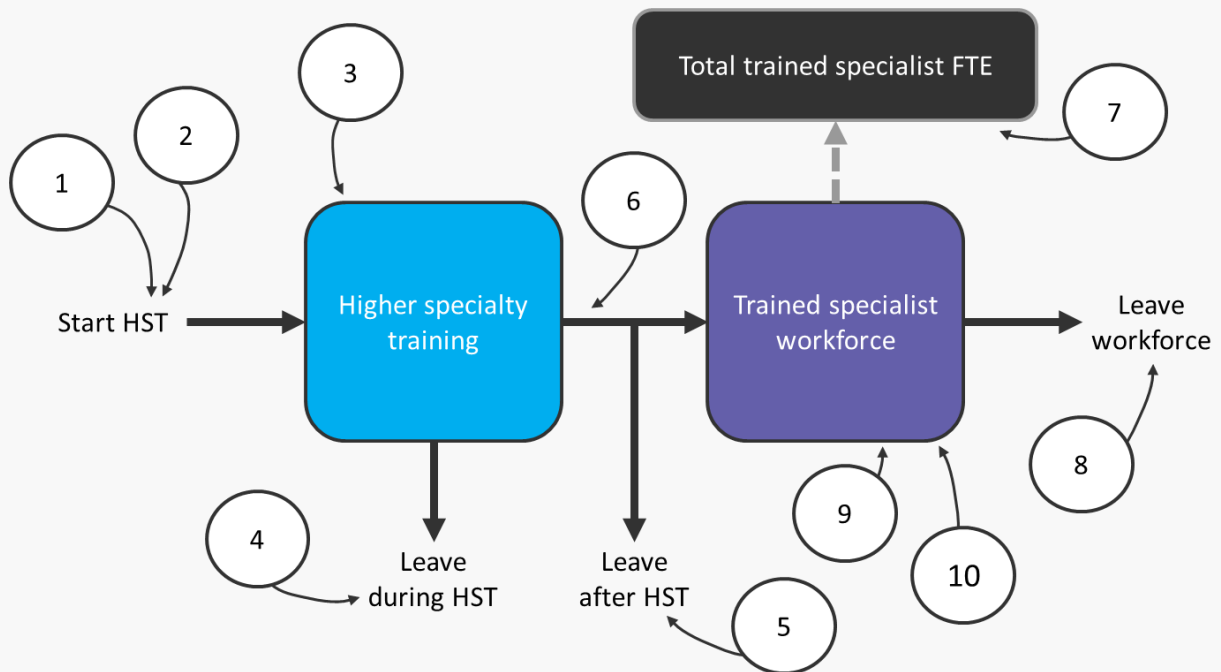 Total trained specialist FTE
3
7
2
1
6
Start HST
Higher specialty
training
Trained specialist
workforce
Leave
workforce
8
9
4
10
Leave
during HST
Leave
after HST
5